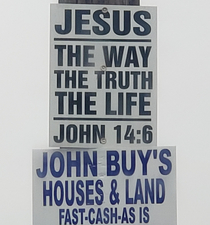 JESUS
THE WAY
THE TRUTH
THE LIFE
JOHN 14:6
JOHN BUY'S
HOUSES & LAND
FAST-CASH-AS IS